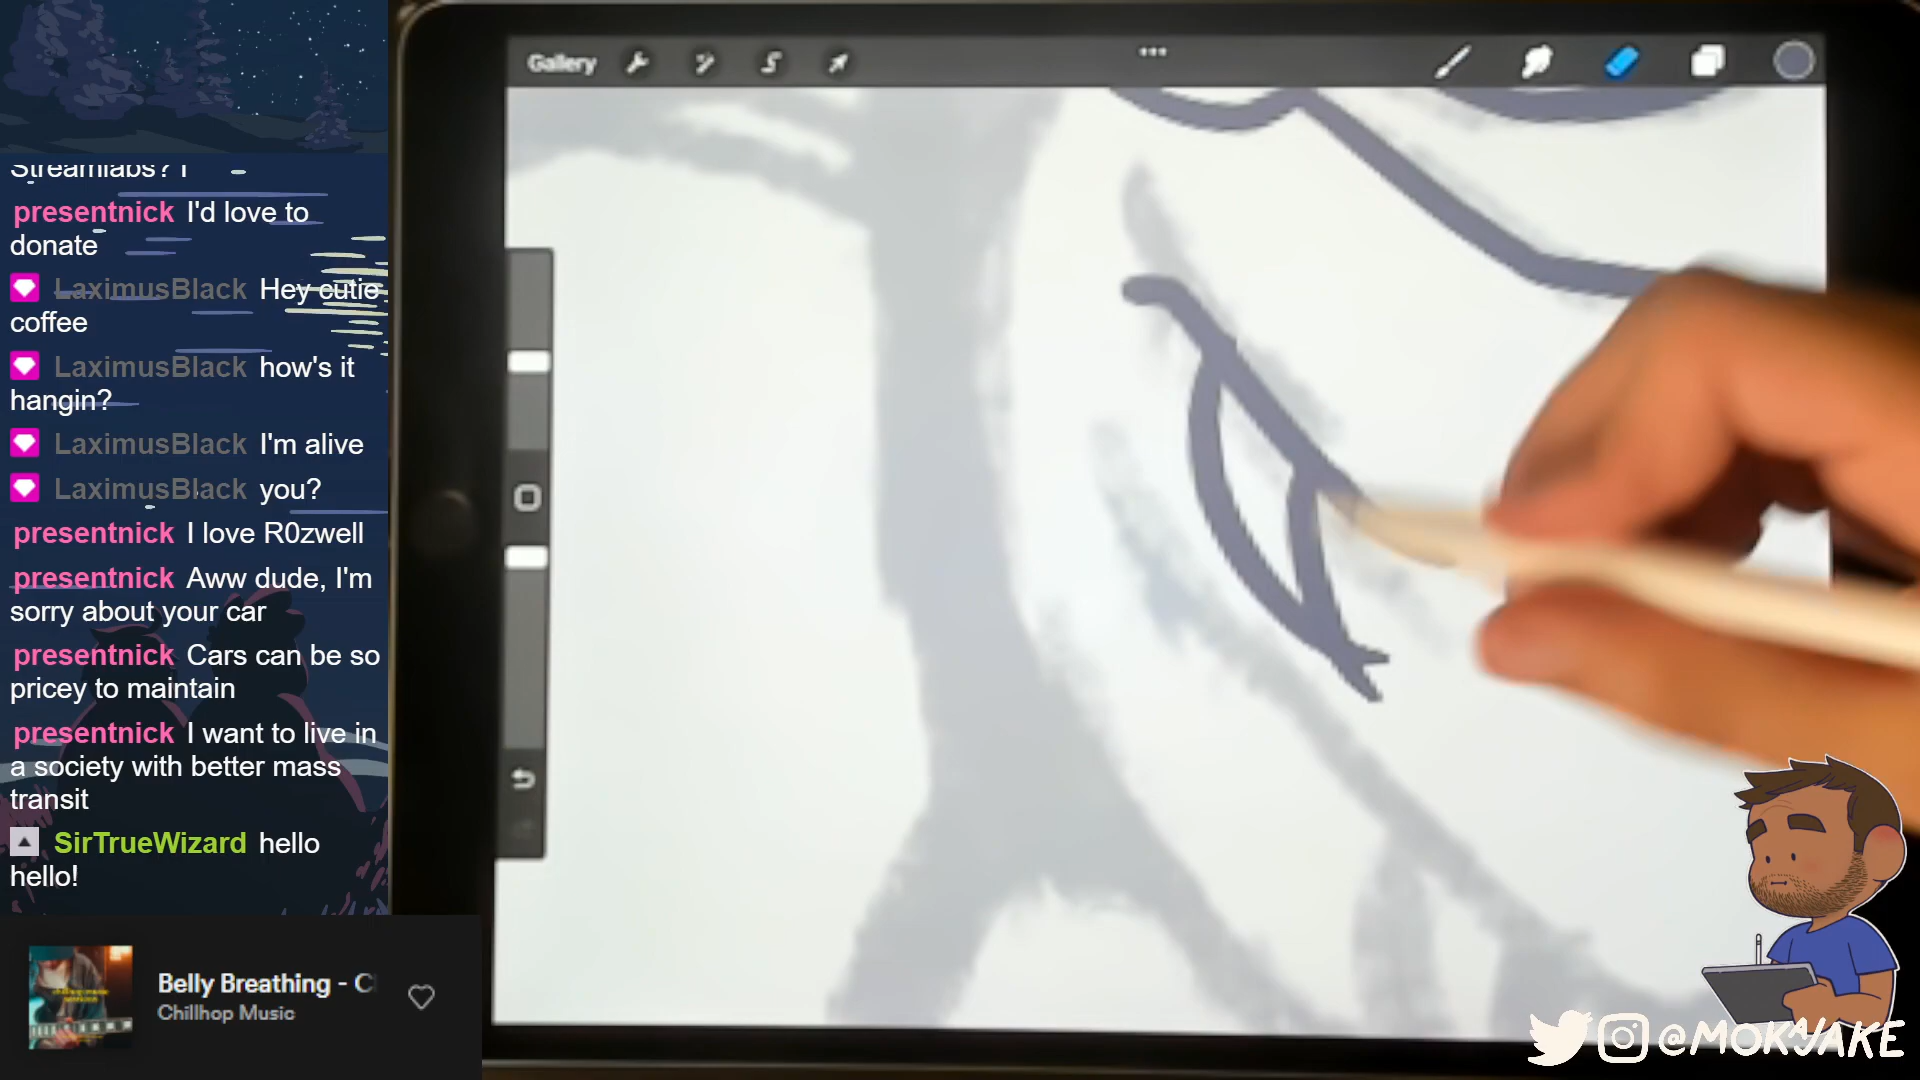 Gallery
Streamlabs? I
presentnick I'd love to
donate
LaximusBlack Hey cutie
coffee
LaximusBlack how's it
hangin?
LaximusBlack I'm alive
LaximusBlack you?
presentnick I love R0zwell
presentnick Aww dude, I'm
sorry about your car
presentnick Cars can be so
pricey to maintain
presentnick I want to live in
a society with better mass
transit
SirTrueWizard hello
hello!
Belly Breathing - C
Chillhop Music
@MOKAJAKE